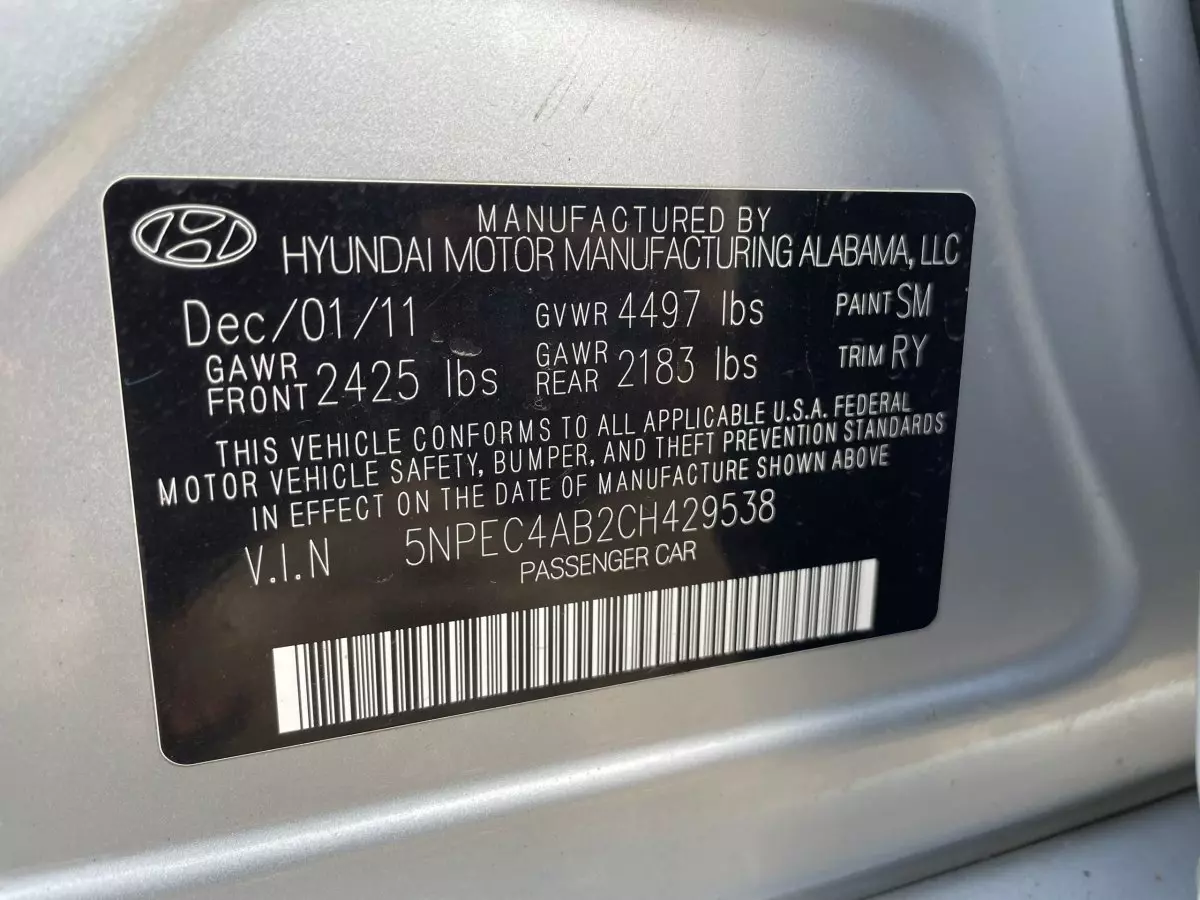 MANUFACTURED BY
HYUNDAI MOTOR MANUFACTURING ALABAMA, LLC
Dec/01/11 GVWR 4497 lbs PAINT SM
GAWR FRONT 2425 lbs GAWR REAR 2183 lbs TRIM RY
THIS VEHICLE CONFORMS TO ALL APPLICABLE U.S.A. FEDERAL
MOTOR VEHICLE SAFETY, BUMPER, AND THEFT PREVENTION STANDARDS
IN EFFECT ON THE DATE OF MANUFACTURE SHOWN ABOVE
V.I.N 5NPEC4AB2CH429538
PASSENGER CAR